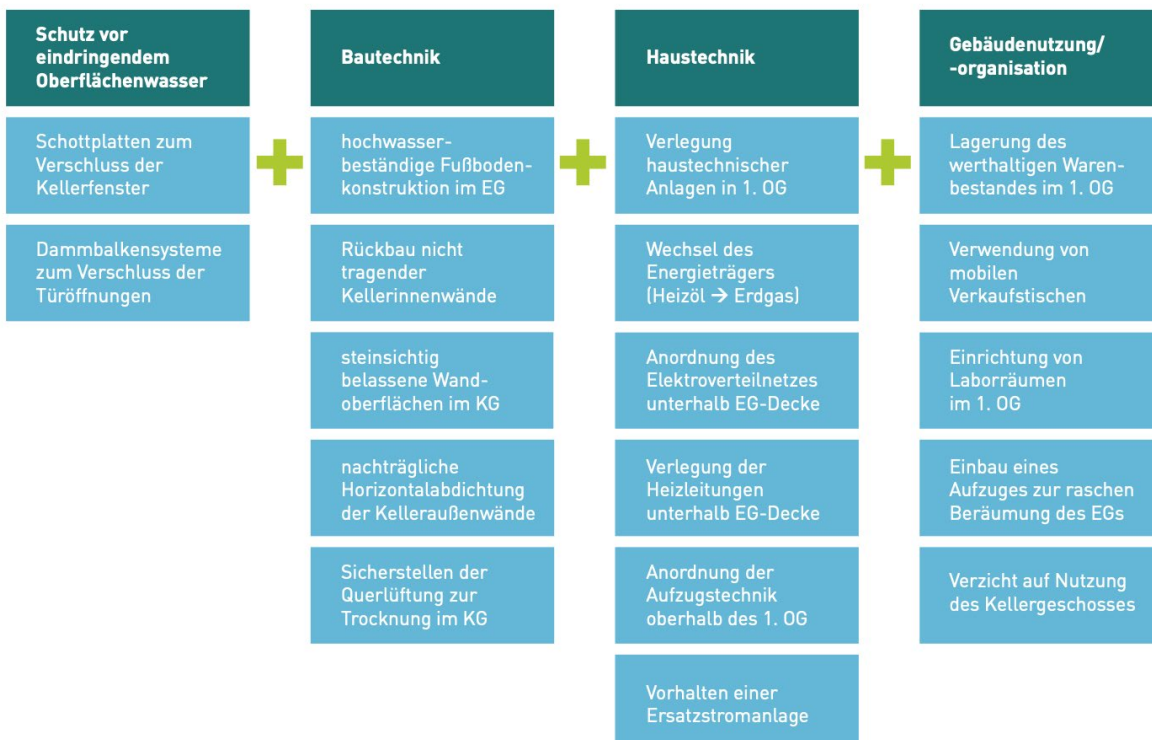 Schutz vor
eindringendem
Oberflächenwasser
Schottplatten zum
Verschluss der
Kellerfenster
Dammbalkensysteme
zum Verschluss der
Türöffnungen
Bautechnik
hochwasser-
beständige Fußboden-
konstruktion im EG
Rückbau nicht
tragender
Kellerinnenwände
steinsichtig
belassene Wand-
oberflächen im KG
nachträgliche
Horizontalabdichtung
der Kelleraußenwände
Sicherstellen der
Querlüftung zur
Trocknung im KG
Haustechnik
Verlegung
haustechnischer
Anlagen in 1. OG
Wechsel des
Energieträgers
(Heizöl → Erdgas)
Anordnung des
Elektroverteilnetzes
unterhalb EG-Decke
Verlegung der
Heizleitungen
unterhalb EG-Decke
Anordnung der
Aufzugstechnik
oberhalb des 1. OG
Vorhalten einer
Ersatzstromanlage
Gebäudenutzung/
-organisation
Lagerung des
werthaltigen Waren-
bestandes im 1. OG
Verwendung von
mobilen
Verkaufstischen
Einrichtung von
Laborräumen
im 1. OG
Einbau eines
Aufzuges zur raschen
Beräumung des EGs
Verzicht auf Nutzung
des Kellergeschosses